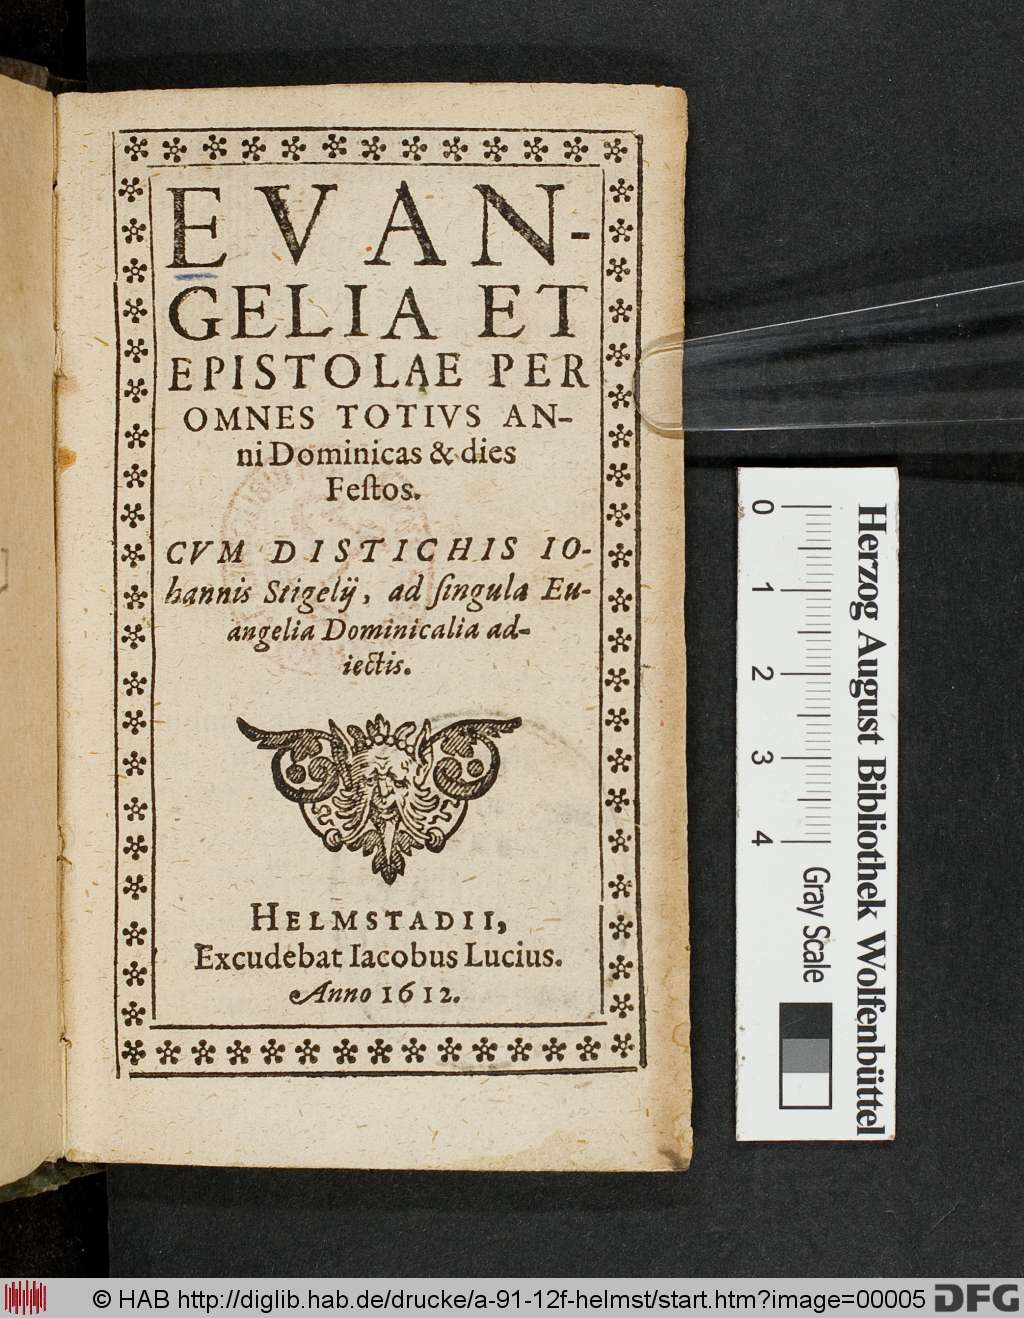 EVAN-
GELIA ET
EPISTOLAE PER
OMNES TOTIVS AN-
ni Dominicas & dies
Feſtos.
CVM DISTICHIS IO-
hannis Stigelij, ad ſingula Eu-
angelia Dominicalia ad-
iectis.
HELMSTADII,
Excudebat Iacobus Lucius.
Anno 1612.
0 1 2 3 4
Gray Scale
Herzog August Bibliothek Wolfenbüttel
© HAB http://diglib.hab.de/drucke/a-91-12f-helmst/start.htm?image=00005
DFG